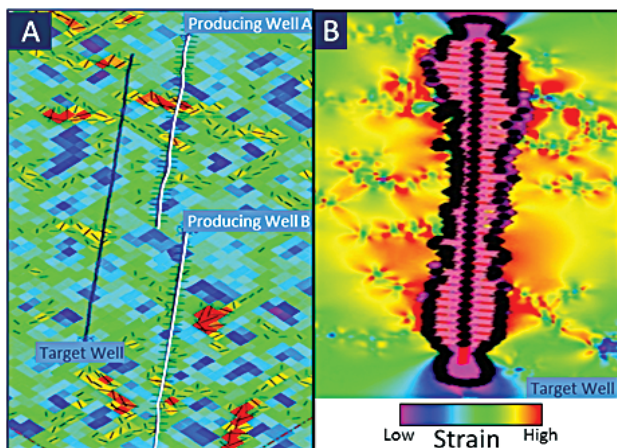 A
Producing Well A
Producing Well B
Target Well
B
Target Well
Low
Strain
High